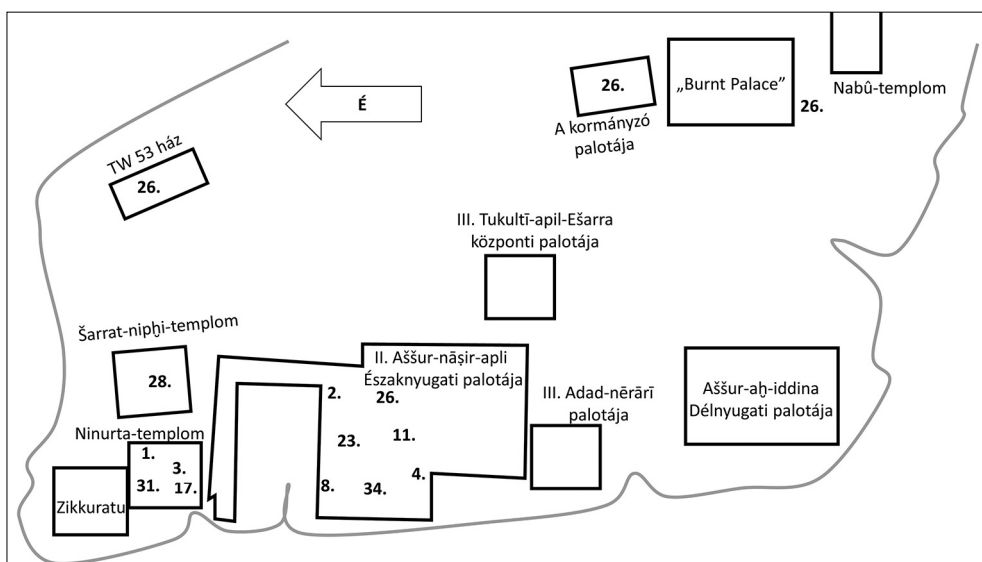 É
TW 53 ház
26.
26.
A kormányzó
palotája
„Burnt Palace”
26.
Nabû-templom
III. Tukultī-apil-Ešarra
központi palotája
Šarrat-nipḫi-templom
28.
II. Aššur-nāṣir-apli
Északnyugati palotája
2.
26.
23.
11.
8.
34.
4.
III. Adad-nērārī
palotája
Aššur-aḫ-iddina
Délnyugati palotája
Ninurta-templom
1.
3.
31.
17.
Zikkuratu